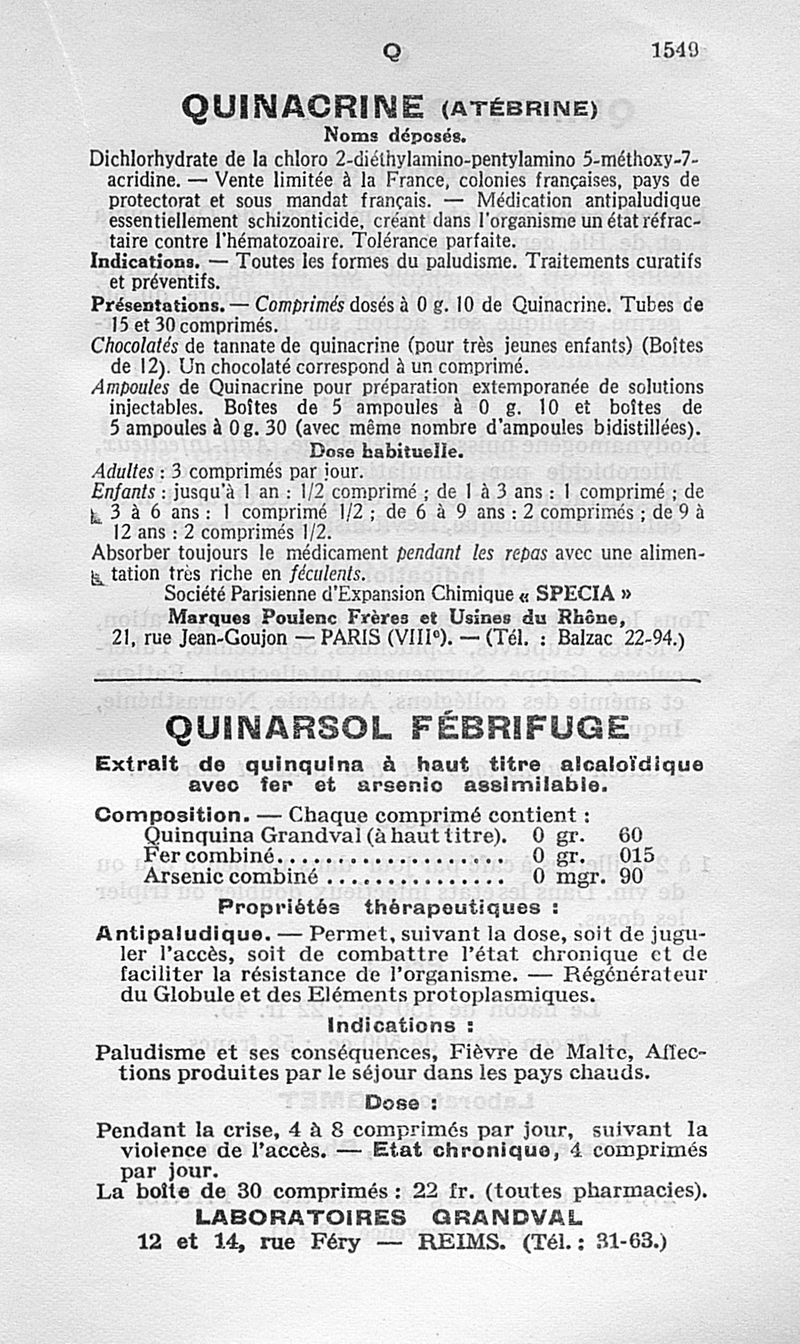 Q 1549
QUINACRINE (ATÉBRINE)
Noms déposés.
Dichlorhydrate de la chloro 2-diéthylamino-pentylamino 5-méthoxy-7-
acridine. — Vente limitée à la France, colonies françaises, pays de
protectorat et sous mandat français. — Médication antipaludique
essentiellement schizonticide, créant dans l'organisme un état réfrac-
taire contre l'hématozoaire. Tolérance parfaite.
Indications. — Toutes les formes du paludisme. Traitements curatifs
et préventifs.
Présentations. — Comprimés dosés à 0 g. 10 de Quinacrine. Tubes de
15 et 30 comprimés.
Chocolatés de tannate de quinacrine (pour très jeunes enfants) (Boîtes
de 12). Un chocolaté correspond à un comprimé.
Ampoules de Quinacrine pour préparation extemporanée de solutions
injectables. Boîtes de 5 ampoules à 0 g. 10 et boîtes de
5 ampoules à 0 g. 30 (avec même nombre d'ampoules bidistillées).
Dose habituelle.
Adultes : 3 comprimés par jour.
Enfants : jusqu'à 1 an : 1/2 comprimé ; de 1 à 3 ans : 1 comprimé ; de
3 à 6 ans : 1 comprimé 1/2 ; de 6 à 9 ans : 2 comprimés ; de 9 à
12 ans : 2 comprimés 1/2.
Absorber toujours le médicament pendant les repas avec une alimen-
tation très riche en féculents.
Société Parisienne d'Expansion Chimique « SPECIA »
Marques Poulenc Frères et Usines du Rhône,
21, rue Jean-Goujon — PARIS (VIIIe). — (Tél. : Balzac 22-94.)
QUINARSOL FÉBRIFUGE
Extrait de quinquina à haut titre alcaloïdique
avec fer et arsenic assimilable.
Composition. — Chaque comprimé contient :
Quinquina Grandval (à haut titre). 0 gr. 60
Fer combiné.................. 0 gr. 015
Arsenic combiné .............. 0 mgr. 90
Propriétés thérapeutiques :
Antipaludique. — Permet, suivant la dose, soit de jugu-
ler l'accès, soit de combattre l'état chronique et de
faciliter la résistance de l'organisme. — Régénérateur
du Globule et des Eléments protoplasmiques.
Indications :
Paludisme et ses conséquences, Fièvre de Malte, Affec-
tions produites par le séjour dans les pays chauds.
Dose :
Pendant la crise, 4 à 8 comprimés par jour, suivant la
violence de l'accès. — Etat chronique, 4 comprimés
par jour.
La boîte de 30 comprimés : 22 fr. (toutes pharmacies).
LABORATOIRES GRANDVAL
12 et 14, rue Féry — REIMS. (Tél. : 31-63.)